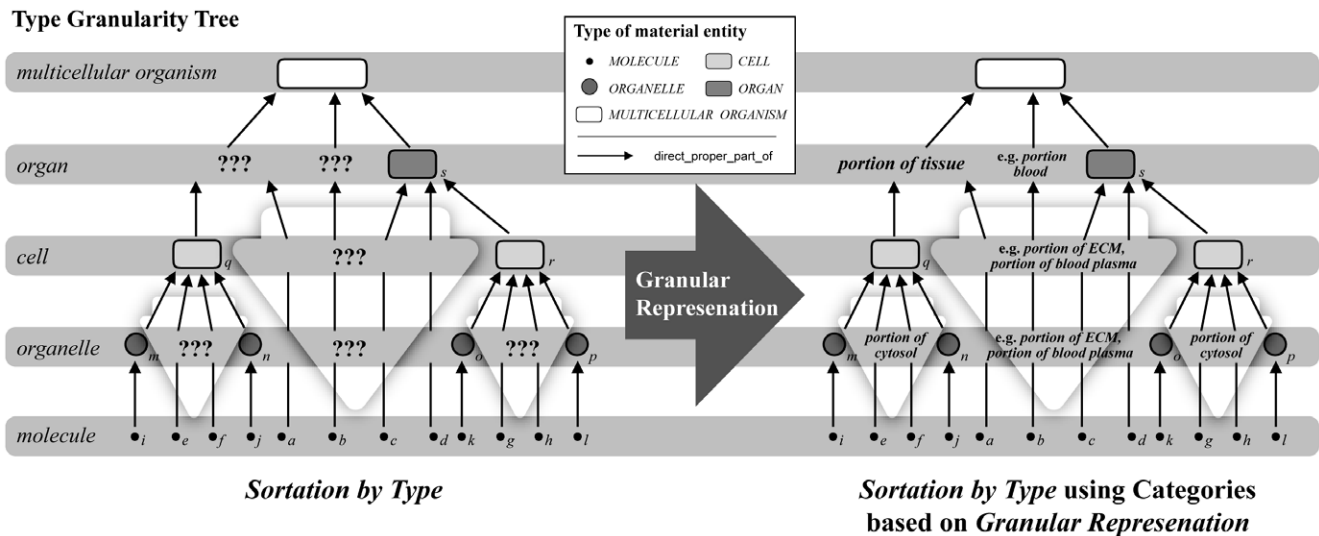 Type Granularity Tree
Type of material entity
MOLECULE
CELL
ORGANELLE
ORGAN
MULTICELLULAR ORGANISM
direct_proper_part_of
multicellular organism
organ
???
???
s
cell
q
???
r
organelle
m
???
n
???
o
???
p
molecule
i
e
f
j
a
b
c
d
k
g
h
l
Sortation by Type
Granular
Represenation
portion of tissue
e.g. portion
blood
s
q
e.g. portion of ECM,
portion of blood plasma
r
m
portion of
cytosol
n
e.g. portion of ECM,
portion of blood plasma
o
portion of
cytosol
p
i
e
f
j
a
b
c
d
k
g
h
l
Sortation by Type using Categories
based on Granular Represenation